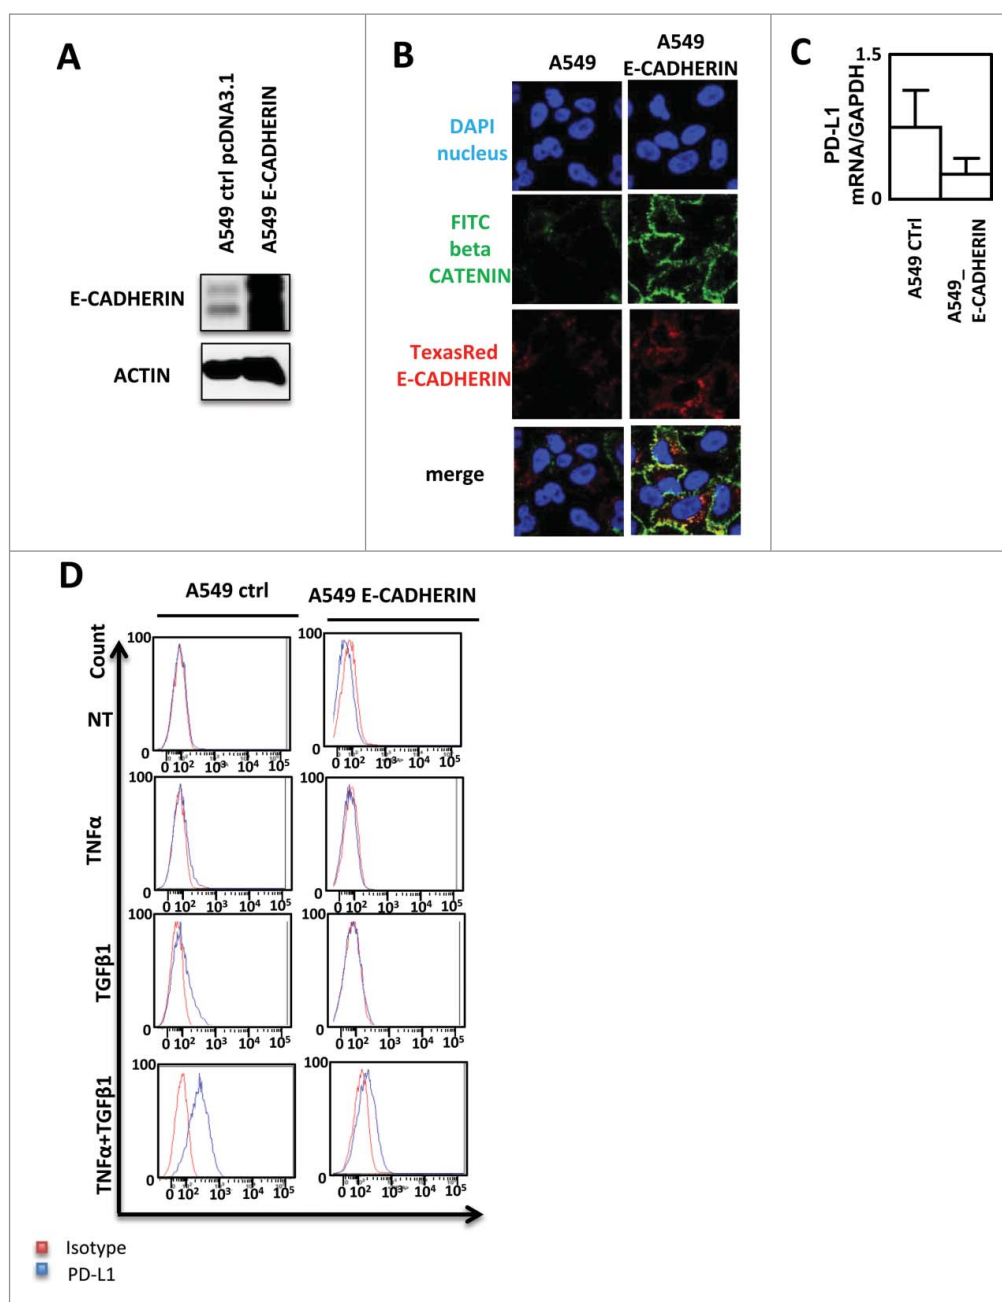 A
A549 ctrl pcDNA3.1
A549 E-CADHERIN
E-CADHERIN
ACTIN
B
A549
A549
E-CADHERIN
DAPI
nucleus
FITC
beta
CATENIN
TexasRed
E-CADHERIN
merge
C
1.5
PD-L1
mRNA/GAPDH
0
A549 CTrl
A549_
E-CADHERIN
D
A549 ctrl
A549 E-CADHERIN
Count
NT
100
0
0 10² 10³ 10⁴ 10⁵
100
0
0 10² 10³ 10⁴ 10⁵
TNFα
100
0
0 10² 10³ 10⁴ 10⁵
100
0
0 10² 10³ 10⁴ 10⁵
TGFβ1
100
0
0 10² 10³ 10⁴ 10⁵
100
0
0 10² 10³ 10⁴ 10⁵
TNFα+TGFβ1
100
0
0 10² 10³ 10⁴ 10⁵
100
0
0 10² 10³ 10⁴ 10⁵
Isotype
PD-L1